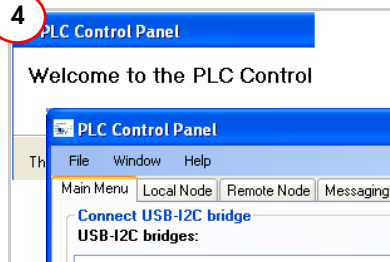 4
PLC Control Panel
Welcome to the PLC Control
PLC Control Panel
Th
File Window Help
Main Menu Local Node Remote Node Messaging
Connect USB-I2C bridge
USB-I2C bridges: